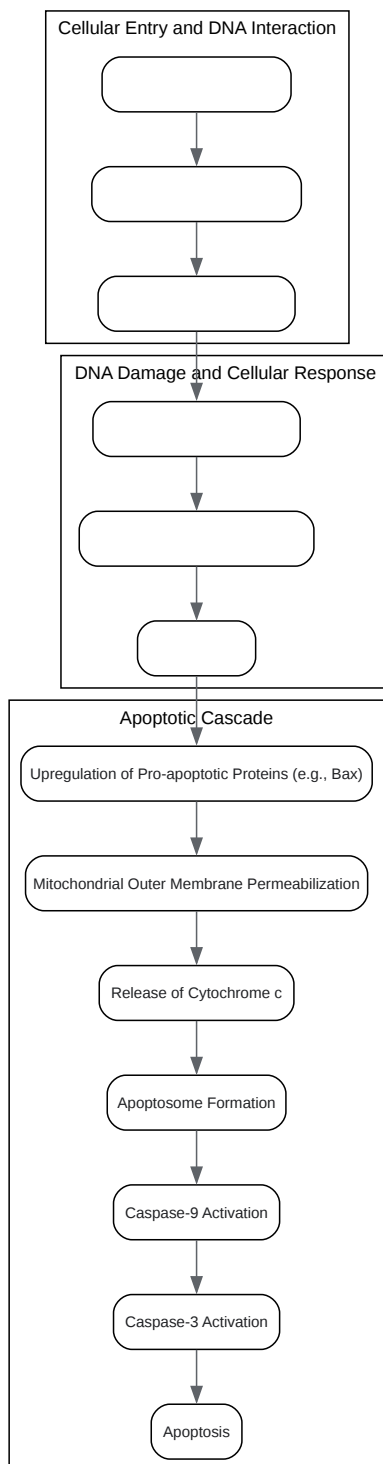 Cellular Entry and DNA Interaction
DNA Damage and Cellular Response
Apoptotic Cascade
Upregulation of Pro-apoptotic Proteins (e.g., Bax)
Mitochondrial Outer Membrane Permeabilization
Release of Cytochrome c
Apoptosome Formation
Caspase-9 Activation
Caspase-3 Activation
Apoptosis